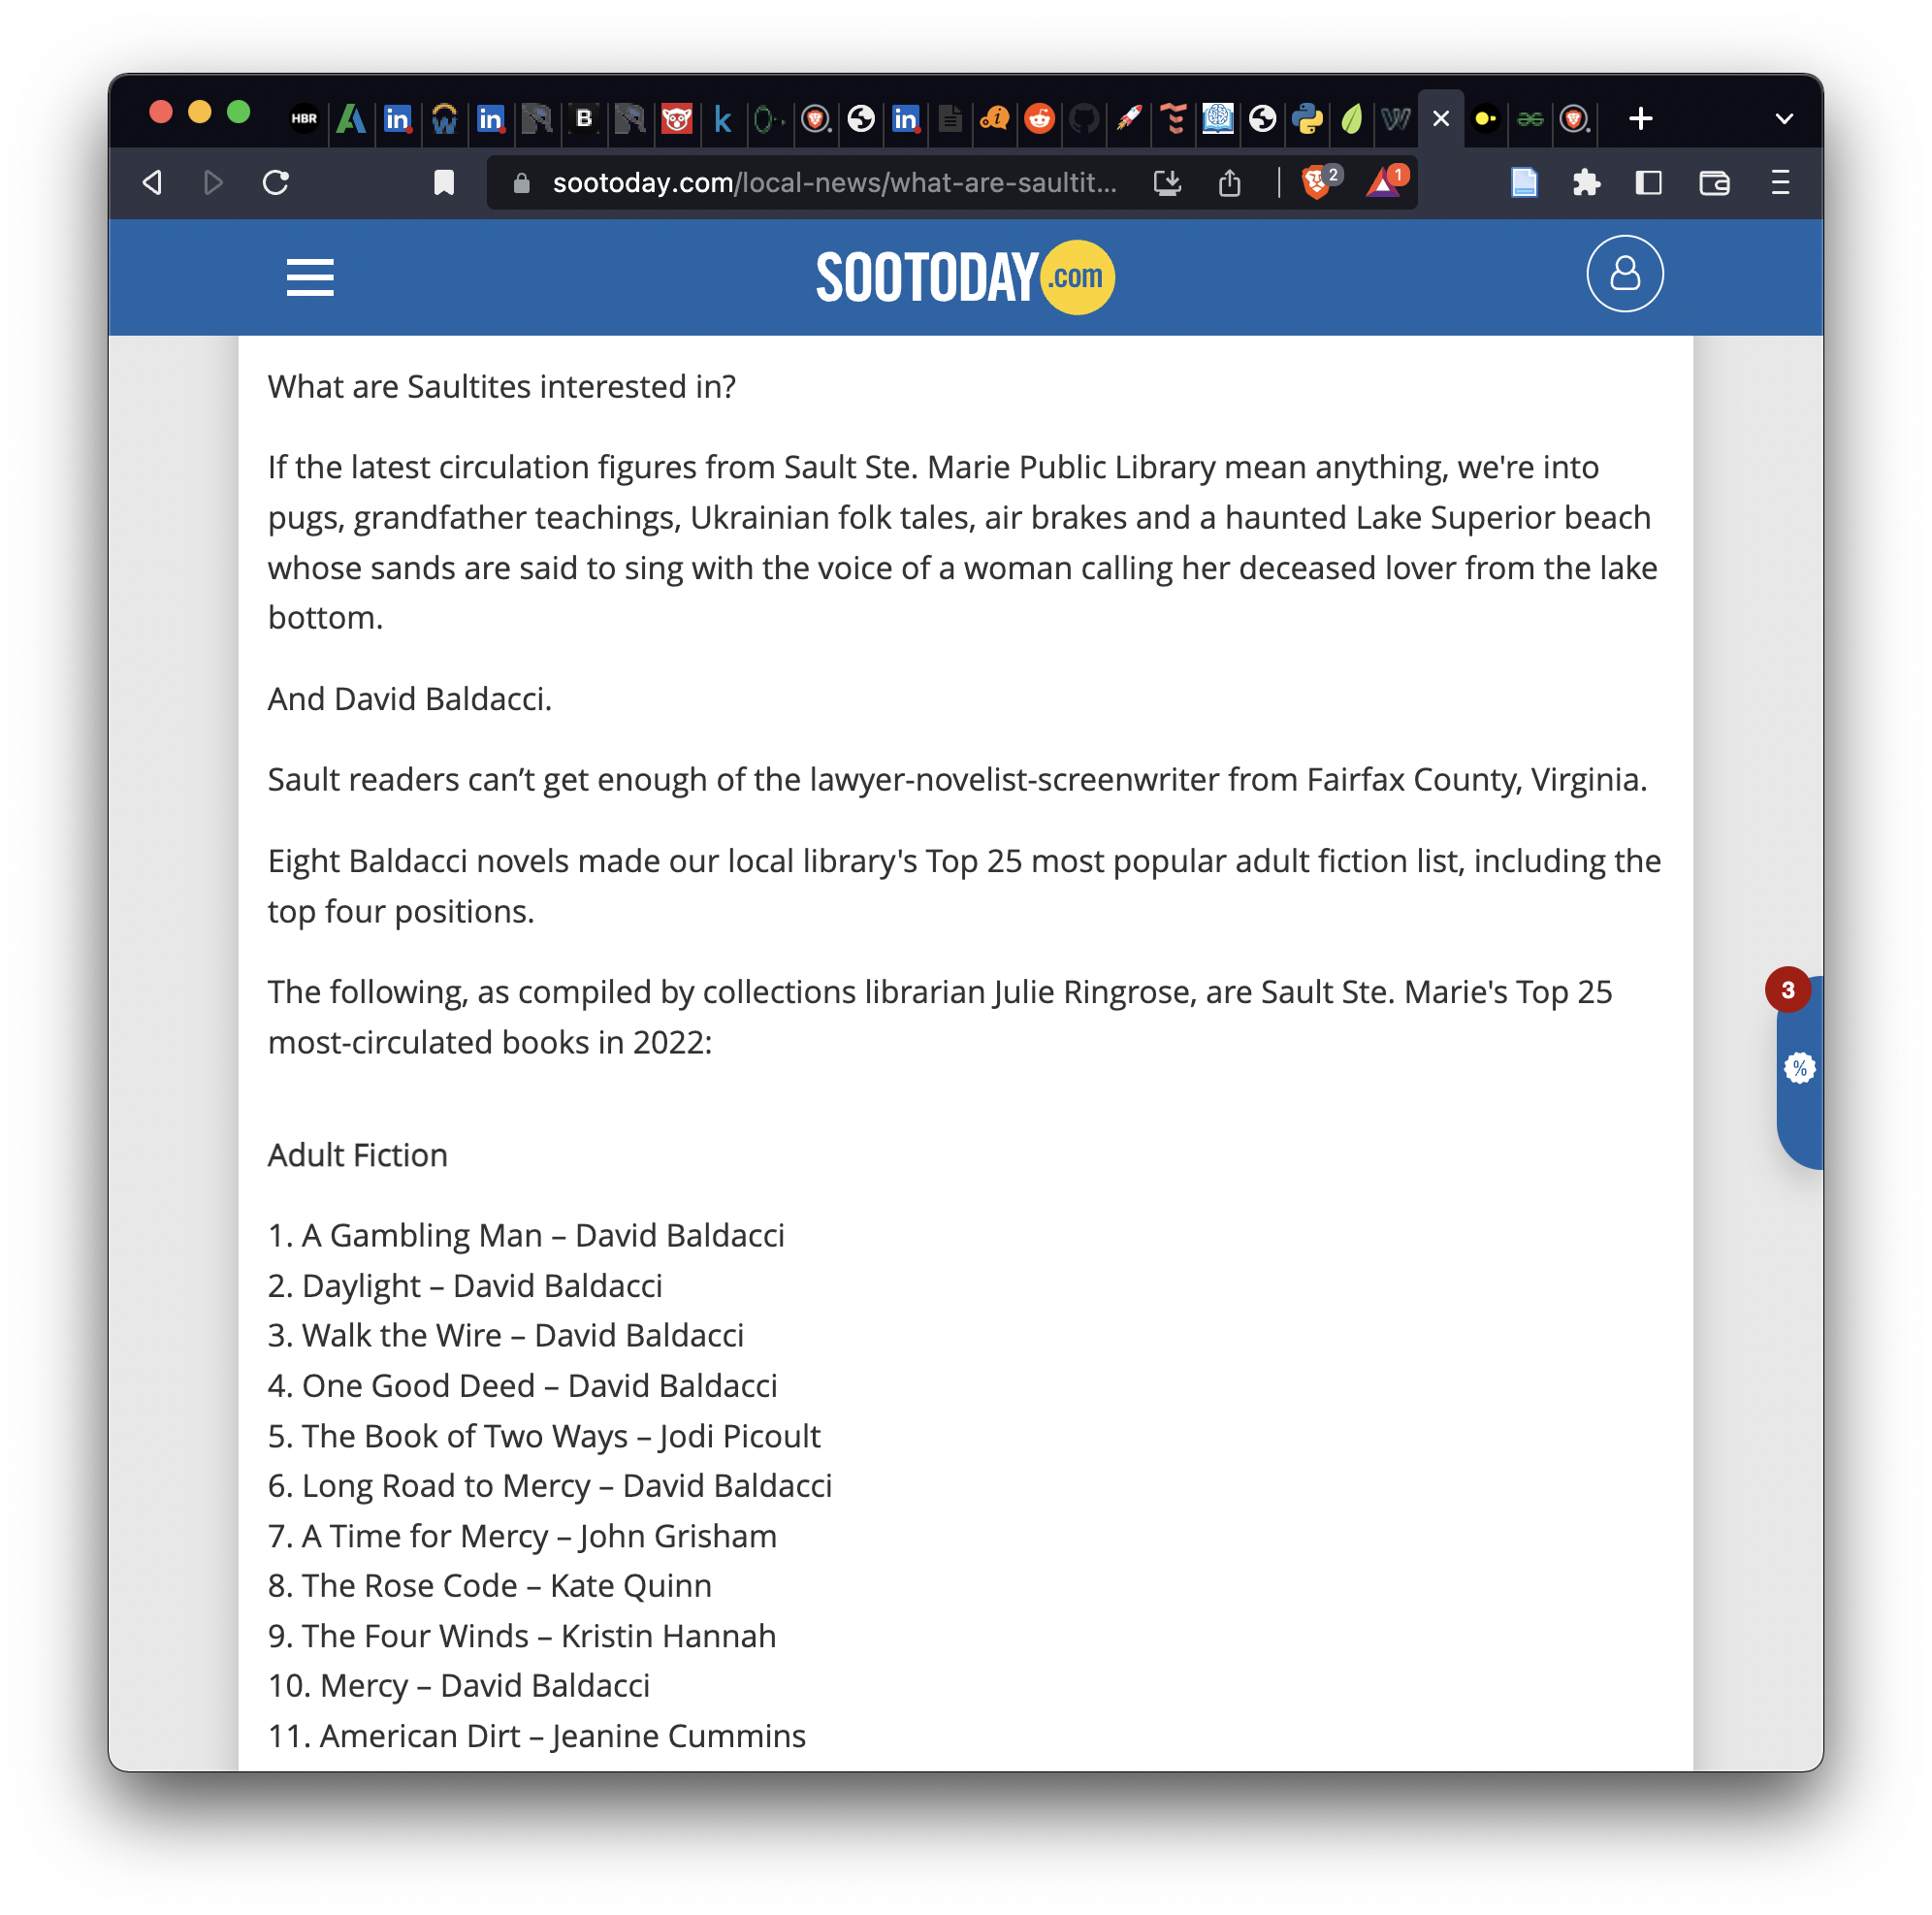 HBR in in B k in
sootoday.com/local-news/what-are-saultit... 2 1
SOOTODAY.com
What are Saultites interested in?
If the latest circulation figures from Sault Ste. Marie Public Library mean anything, we're into
pugs, grandfather teachings, Ukrainian folk tales, air brakes and a haunted Lake Superior beach
whose sands are said to sing with the voice of a woman calling her deceased lover from the lake
bottom.
And David Baldacci.
Sault readers can’t get enough of the lawyer-novelist-screenwriter from Fairfax County, Virginia.
Eight Baldacci novels made our local library's Top 25 most popular adult fiction list, including the
top four positions.
The following, as compiled by collections librarian Julie Ringrose, are Sault Ste. Marie's Top 25
most-circulated books in 2022:
3
%
Adult Fiction
1. A Gambling Man – David Baldacci
2. Daylight – David Baldacci
3. Walk the Wire – David Baldacci
4. One Good Deed – David Baldacci
5. The Book of Two Ways – Jodi Picoult
6. Long Road to Mercy – David Baldacci
7. A Time for Mercy – John Grisham
8. The Rose Code – Kate Quinn
9. The Four Winds – Kristin Hannah
10. Mercy – David Baldacci
11. American Dirt – Jeanine Cummins